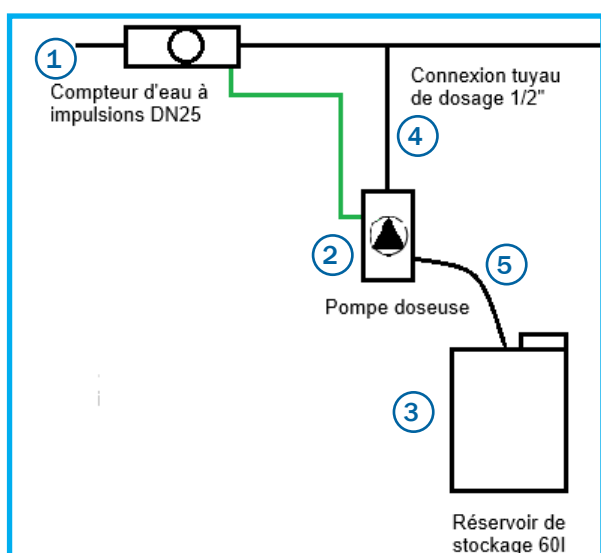 1
Compteur d'eau à
impulsions DN25
Connexion tuyau
de dosage 1/2"
4
2
5
Pompe doseuse
3
Réservoir de
stockage 60l